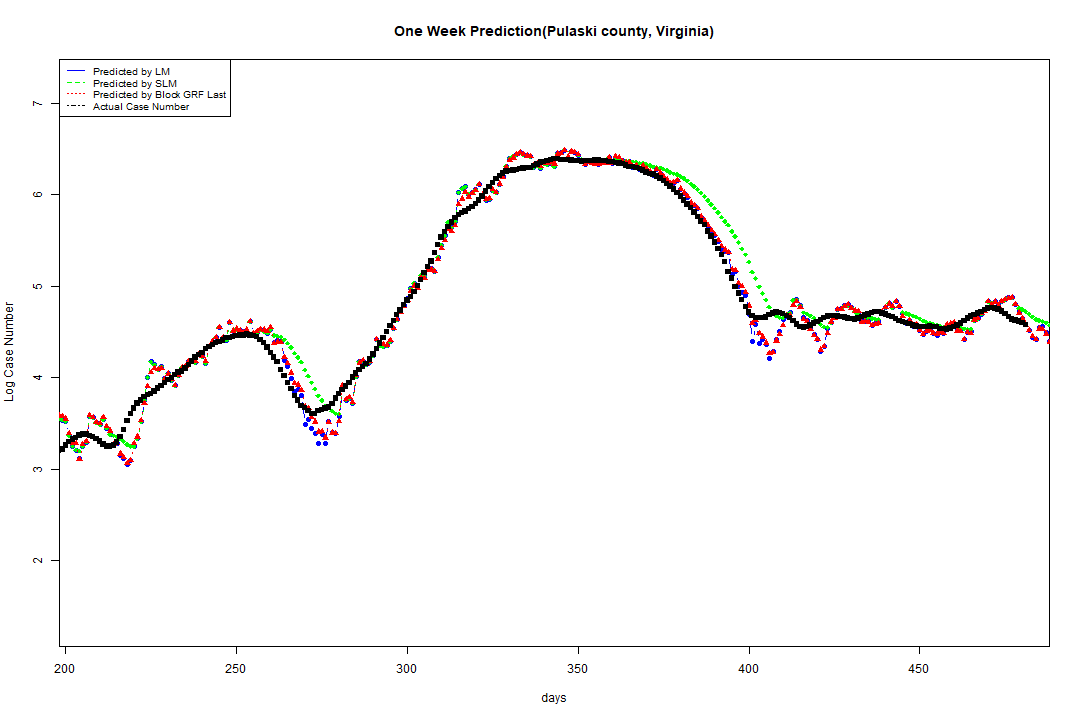 One Week Prediction(Pulaski county, Virginia)
Predicted by LM
Predicted by SLM
Predicted by Block GRF Last
Actual Case Number
7
6
5
4
3
2
Log Case Number
200 250 300 350 400 450
days